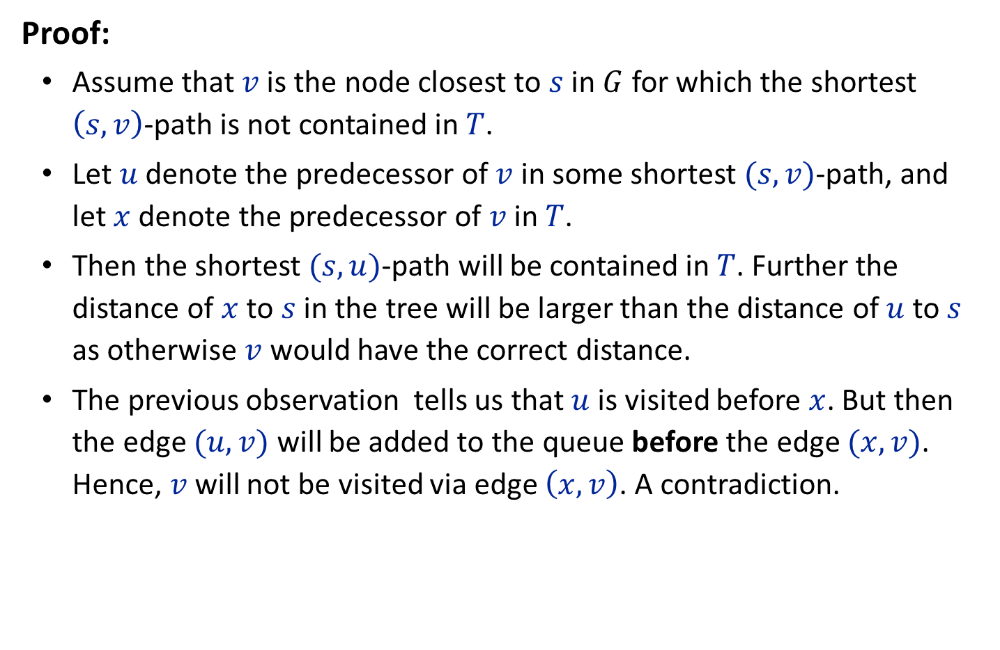 Proof:
• Assume that v is the node closest to s in G for which the shortest
(s, v)-path is not contained in T.
• Let u denote the predecessor of v in some shortest (s, v)-path, and
let x denote the predecessor of v in T.
• Then the shortest (s, u)-path will be contained in T. Further the
distance of x to s in the tree will be larger than the distance of u to s
as otherwise v would have the correct distance.
• The previous observation  tells us that u is visited before x. But then
the edge (u, v) will be added to the queue before the edge (x, v).
Hence, v will not be visited via edge (x, v). A contradiction.